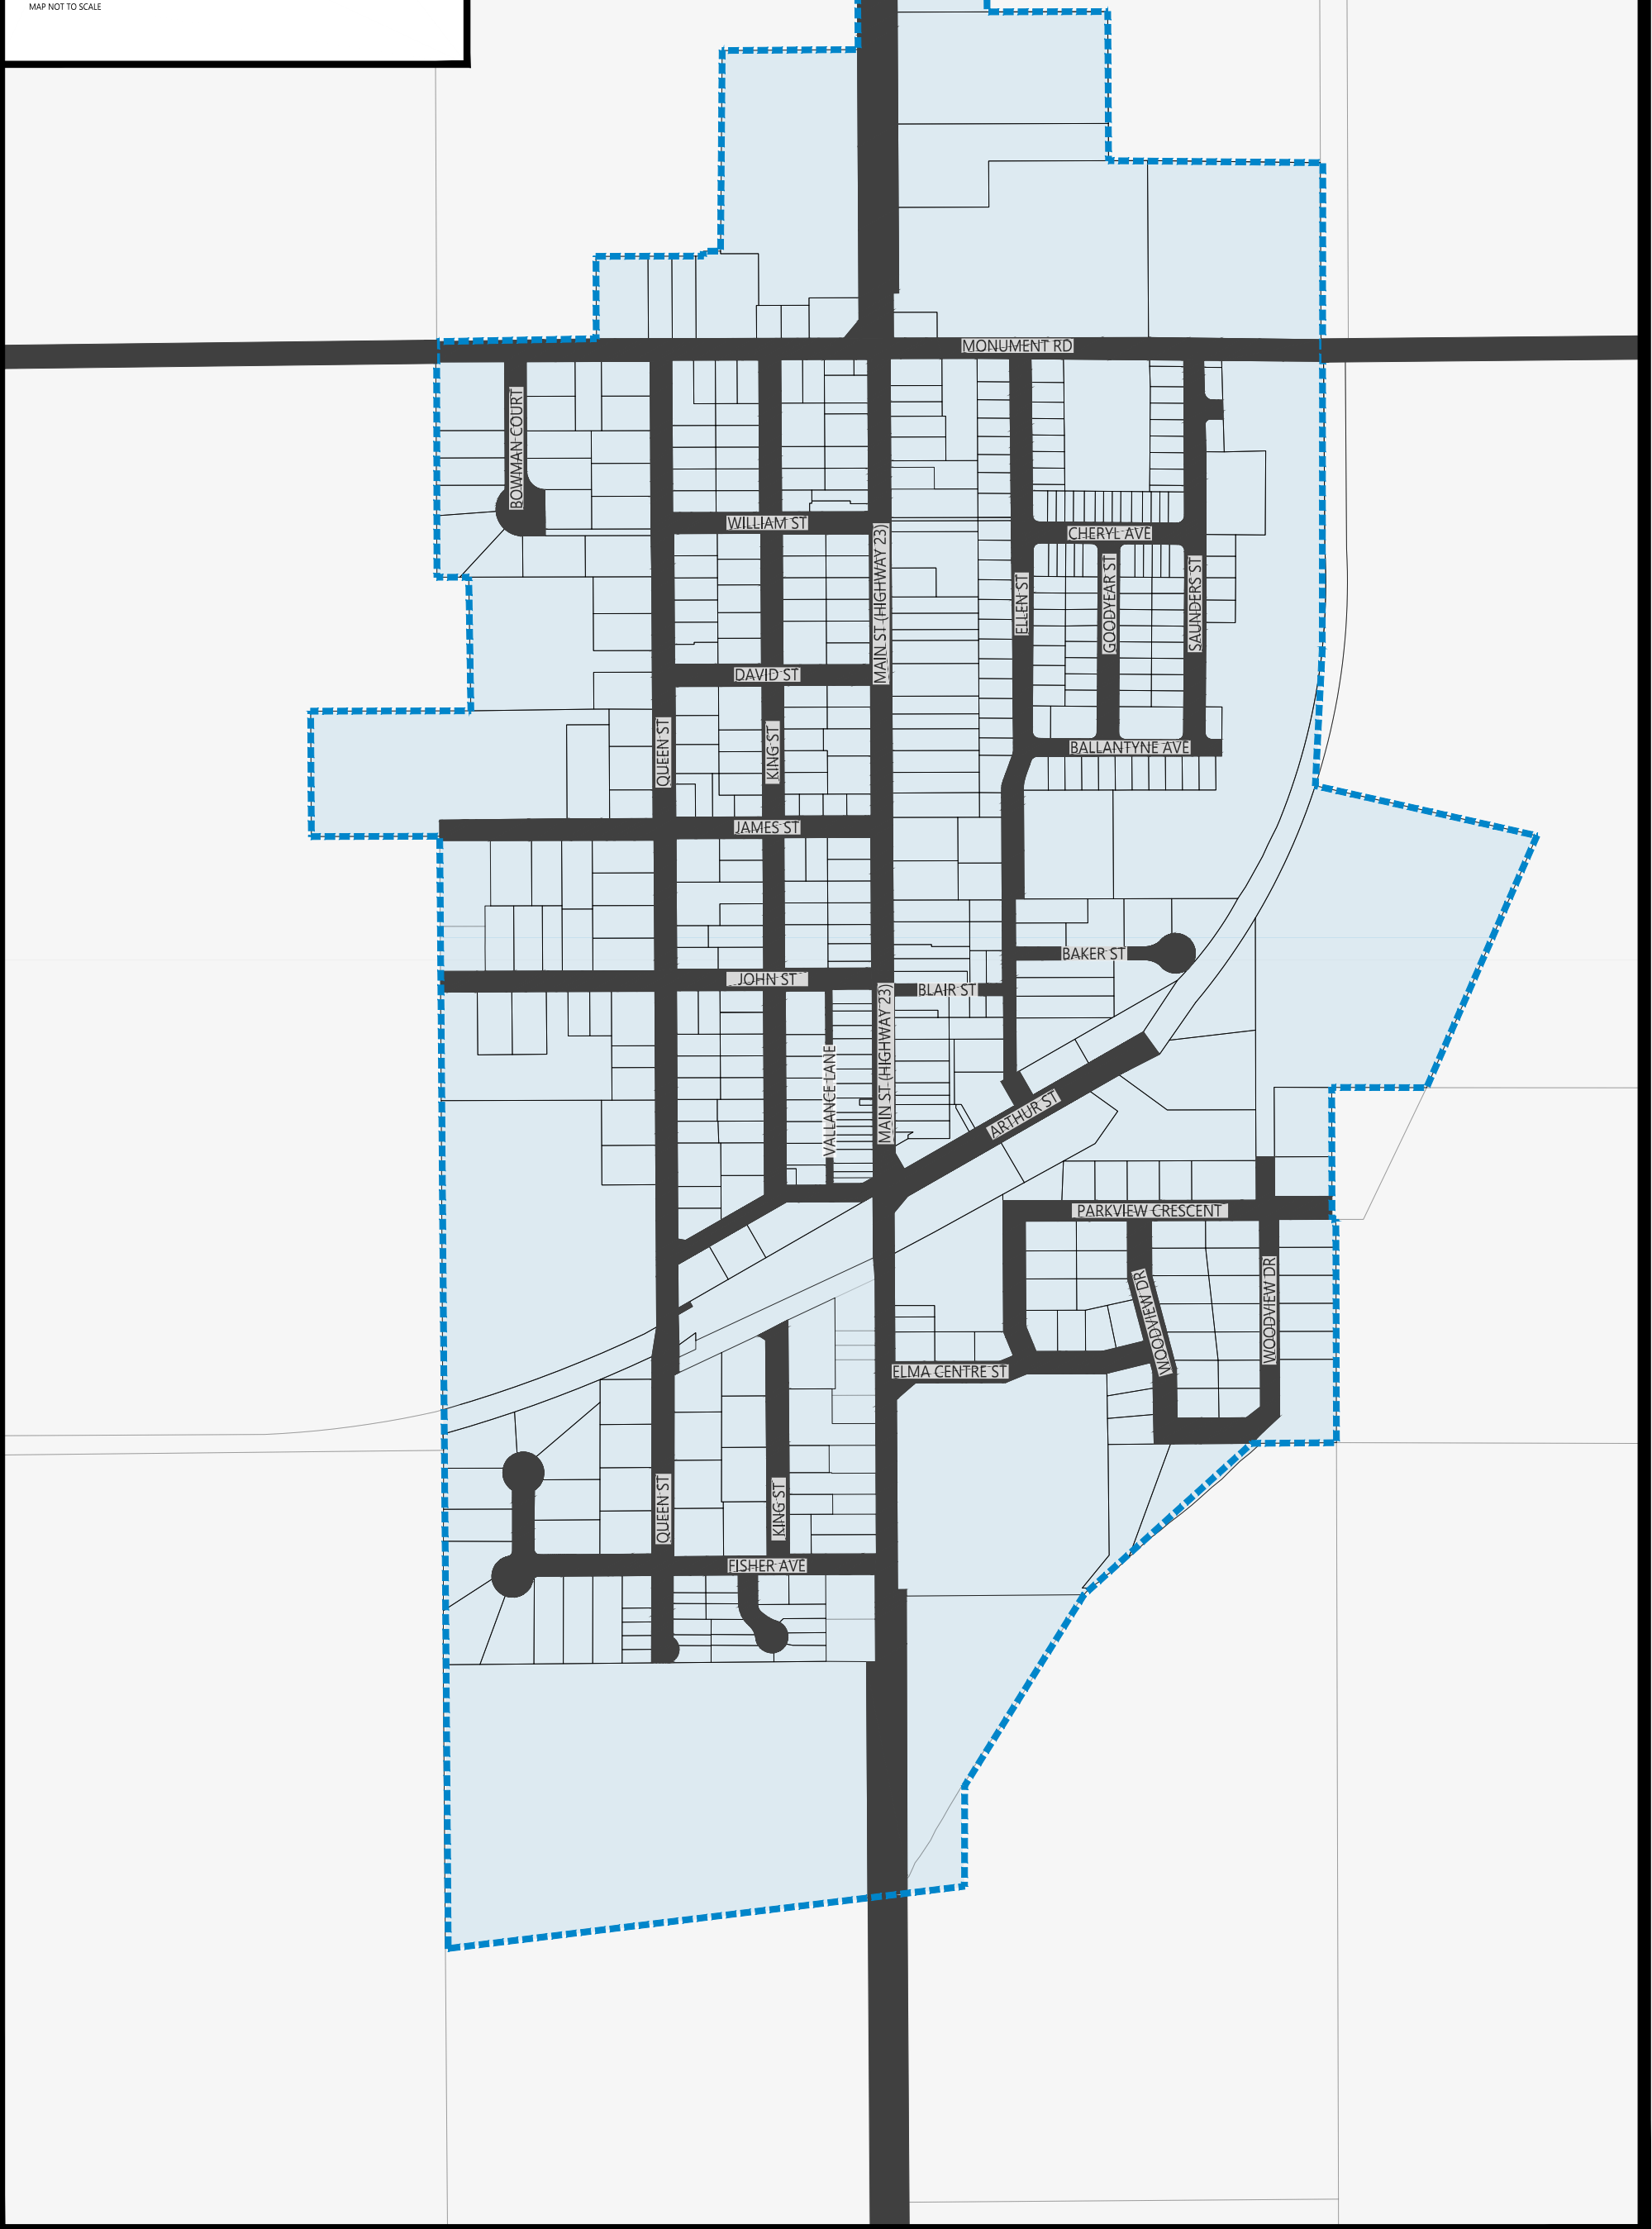 MAP NOT TO SCALE
MONUMENT RD
BOWMAN COURT
WILLIAM ST
CHERYL AVE
MAIN ST (HIGHWAY 23)
ELLEN ST
GOODYEAR ST
SAUNDERS ST
DAVID ST
QUEEN ST
KING ST
BALLANTYNE AVE
JAMES ST
BAKER ST
JOHN ST
BLAIR ST
MAIN ST (HIGHWAY 23)
VALLANCE LANE
ARTHUR ST
PARKVIEW CRESCENT
WOODVIEW DR
WOODVIEW DR
ELMA CENTRE ST
QUEEN ST
KING ST
FISHER AVE